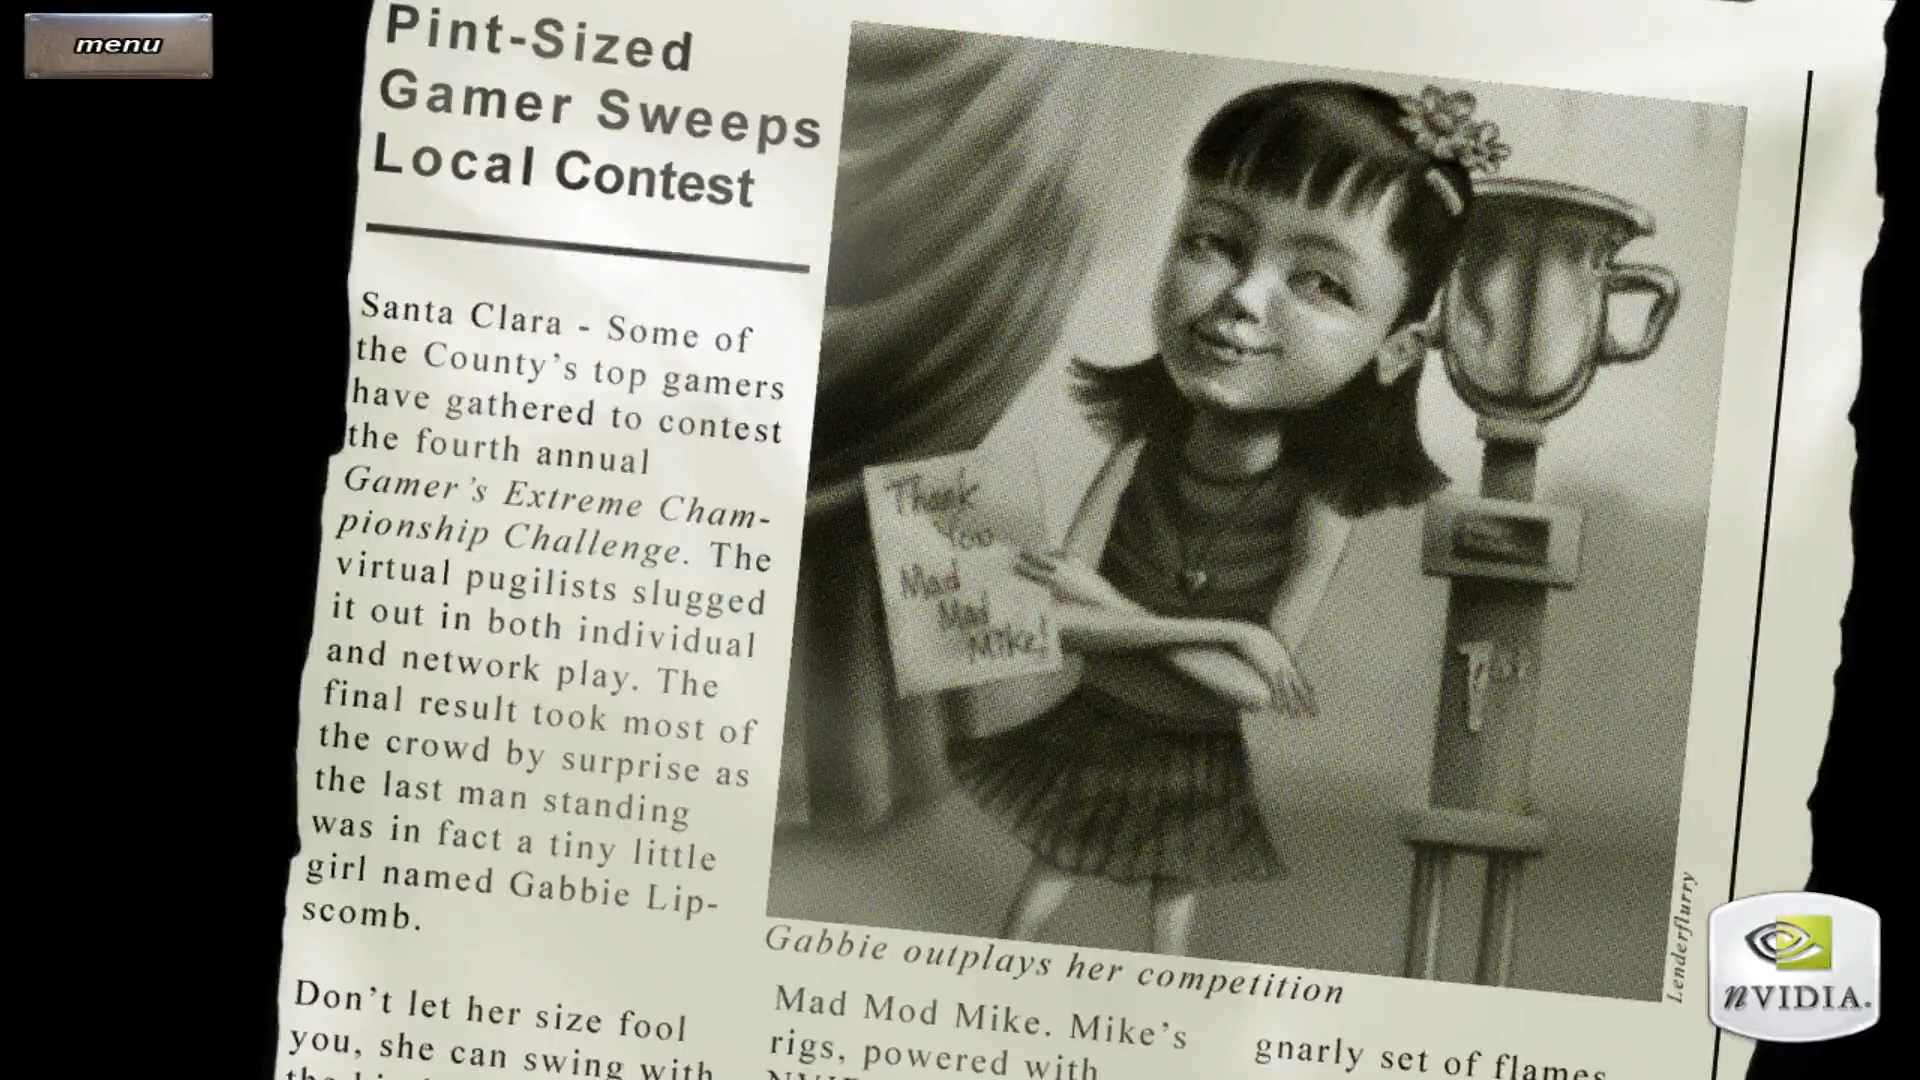 menu
Pint-Sized
Gamer Sweeps
Local Contest
Santa Clara - Some of
the County's top gamers
have gathered to contest
the fourth annual
Gamer's Extreme Cham-
pionship Challenge. The
virtual pugilists slugged
it out in both individual
and network play. The
final result took most of
the crowd by surprise as
the last man standing
was in fact a tiny little
girl named Gabbie Lip-
scomb.
Don't let her size fool
you, she can swing with
Thank
You
Mad
Mod
Mike!
Lenderflurry
Gabbie outplays her competition
Mad Mod Mike. Mike's
rigs, powered with
gnarly set of flames
nVIDIA.